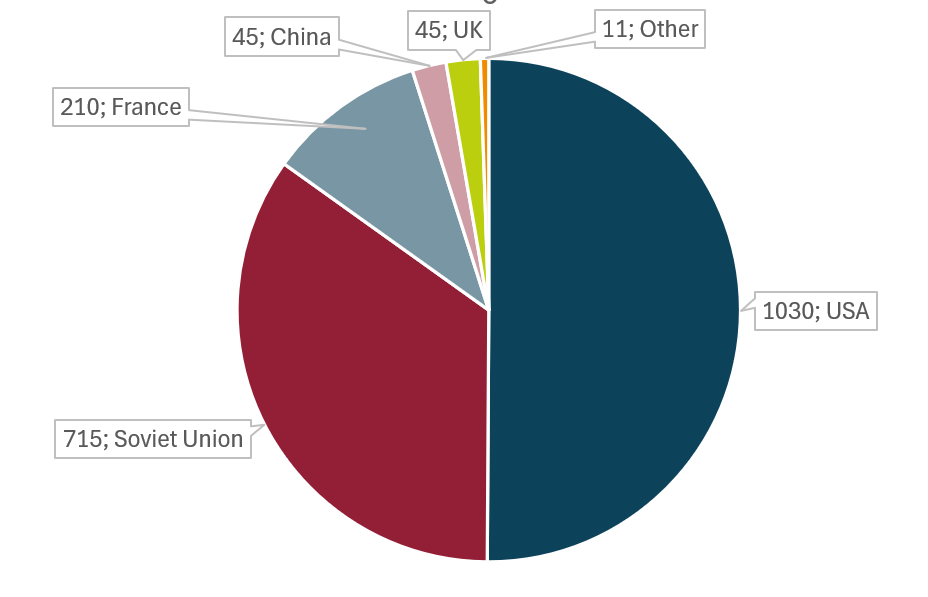 45; China
45; UK
11; Other
210; France
1030; USA
715; Soviet Union